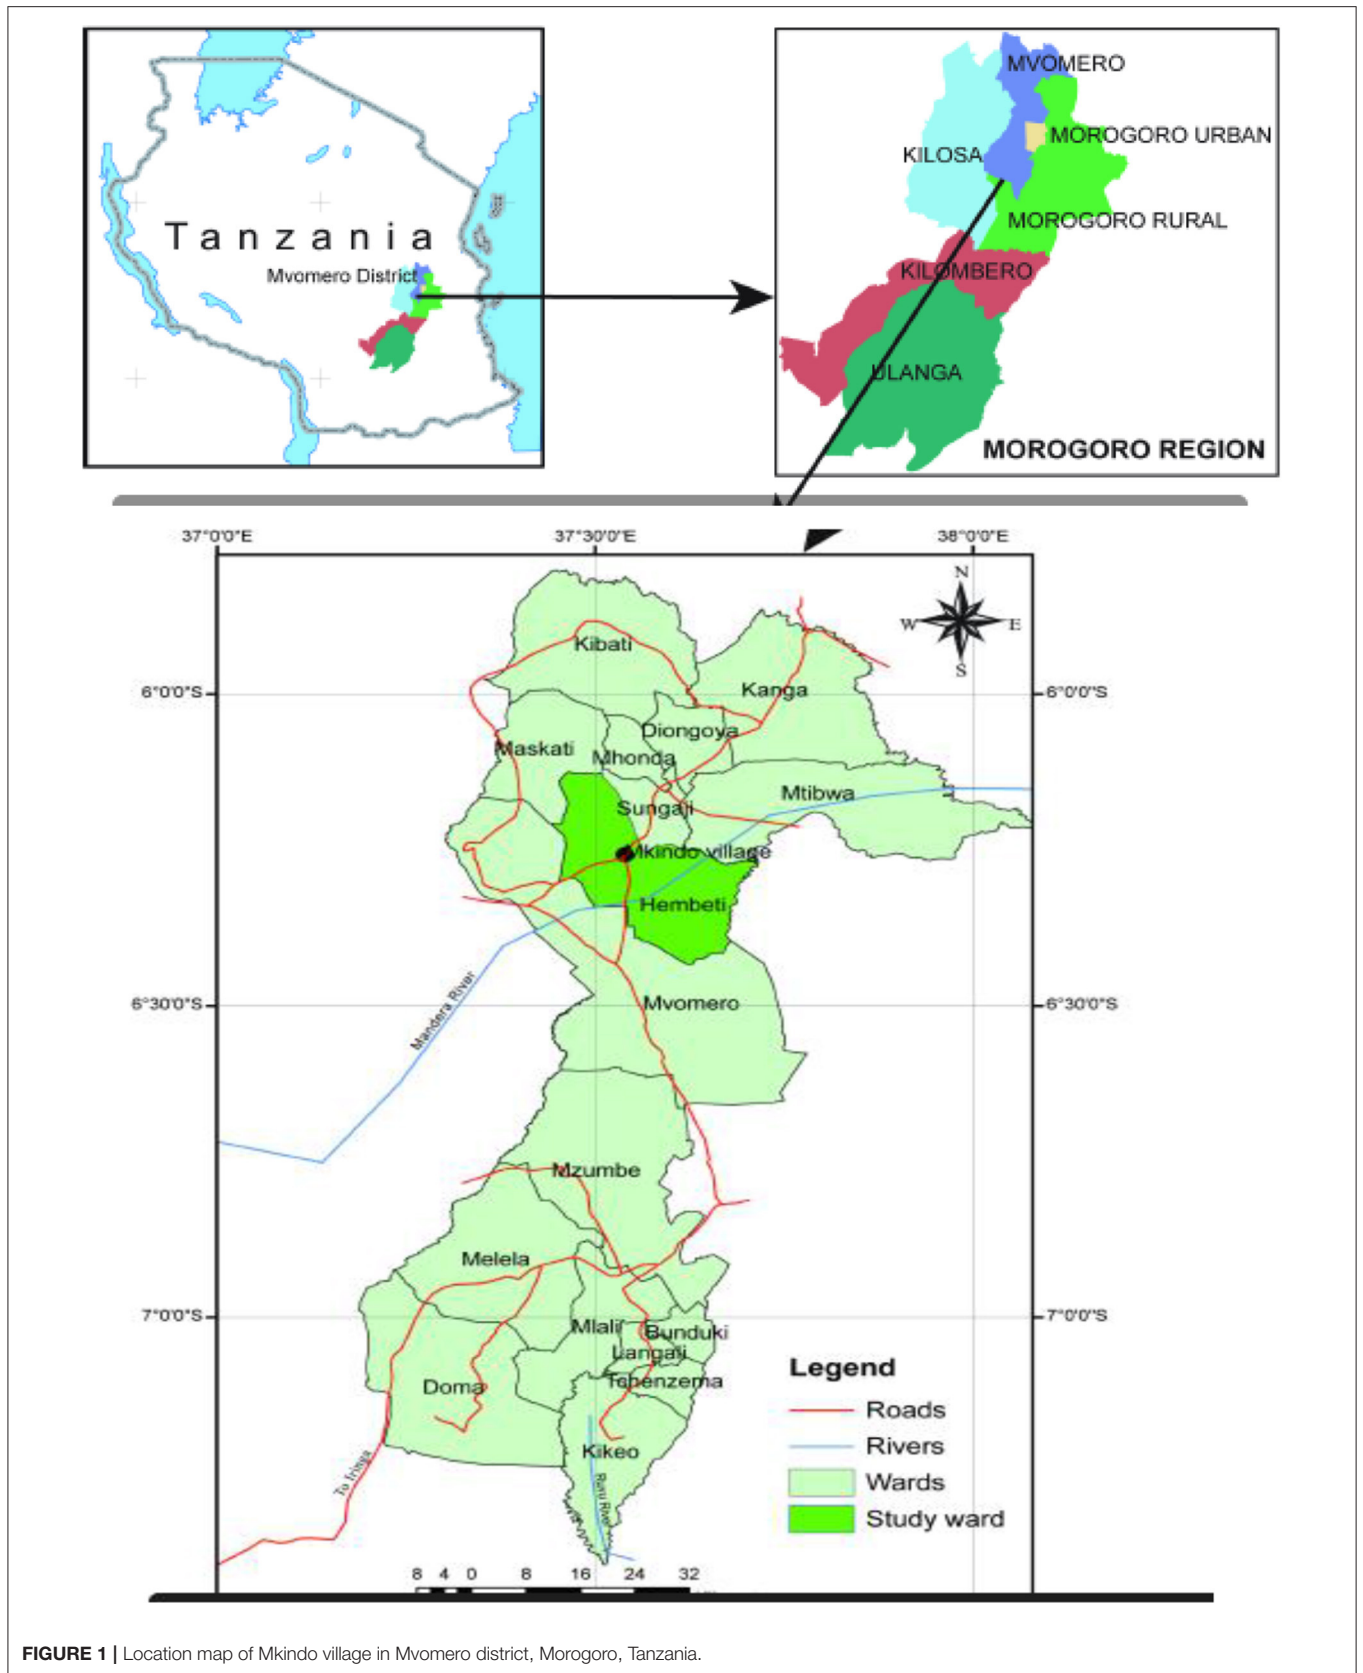 Tanzania
Mvomero District
MVOMERO
MOROGORO URBAN
KILOSA
MOROGORO RURAL
KILOMBERO
ULANGA
MOROGORO REGION
37°0'0"E 37°30'0"E 38°0'0"E
N
W E
S
Kibati
6°0'0"S 6°0'0"S
Kanga
Diongoya
Maskati
Mhonda
Mtibwa
Sungaji
Mkindo village
Hembeti
Mandera River
6°30'0"S 6°30'0"S
Mvomero
Mzumbe
Melela
7°0'0"S 7°0'0"S
Mlali
Bunduki
Langali
Tchenzema
Doma
Kikeo
To Iringa
Ruvu River
Legend
Roads
Rivers
Wards
Study ward
8 4 0 8 16 24 32
FIGURE 1 | Location map of Mkindo village in Mvomero district, Morogoro, Tanzania.